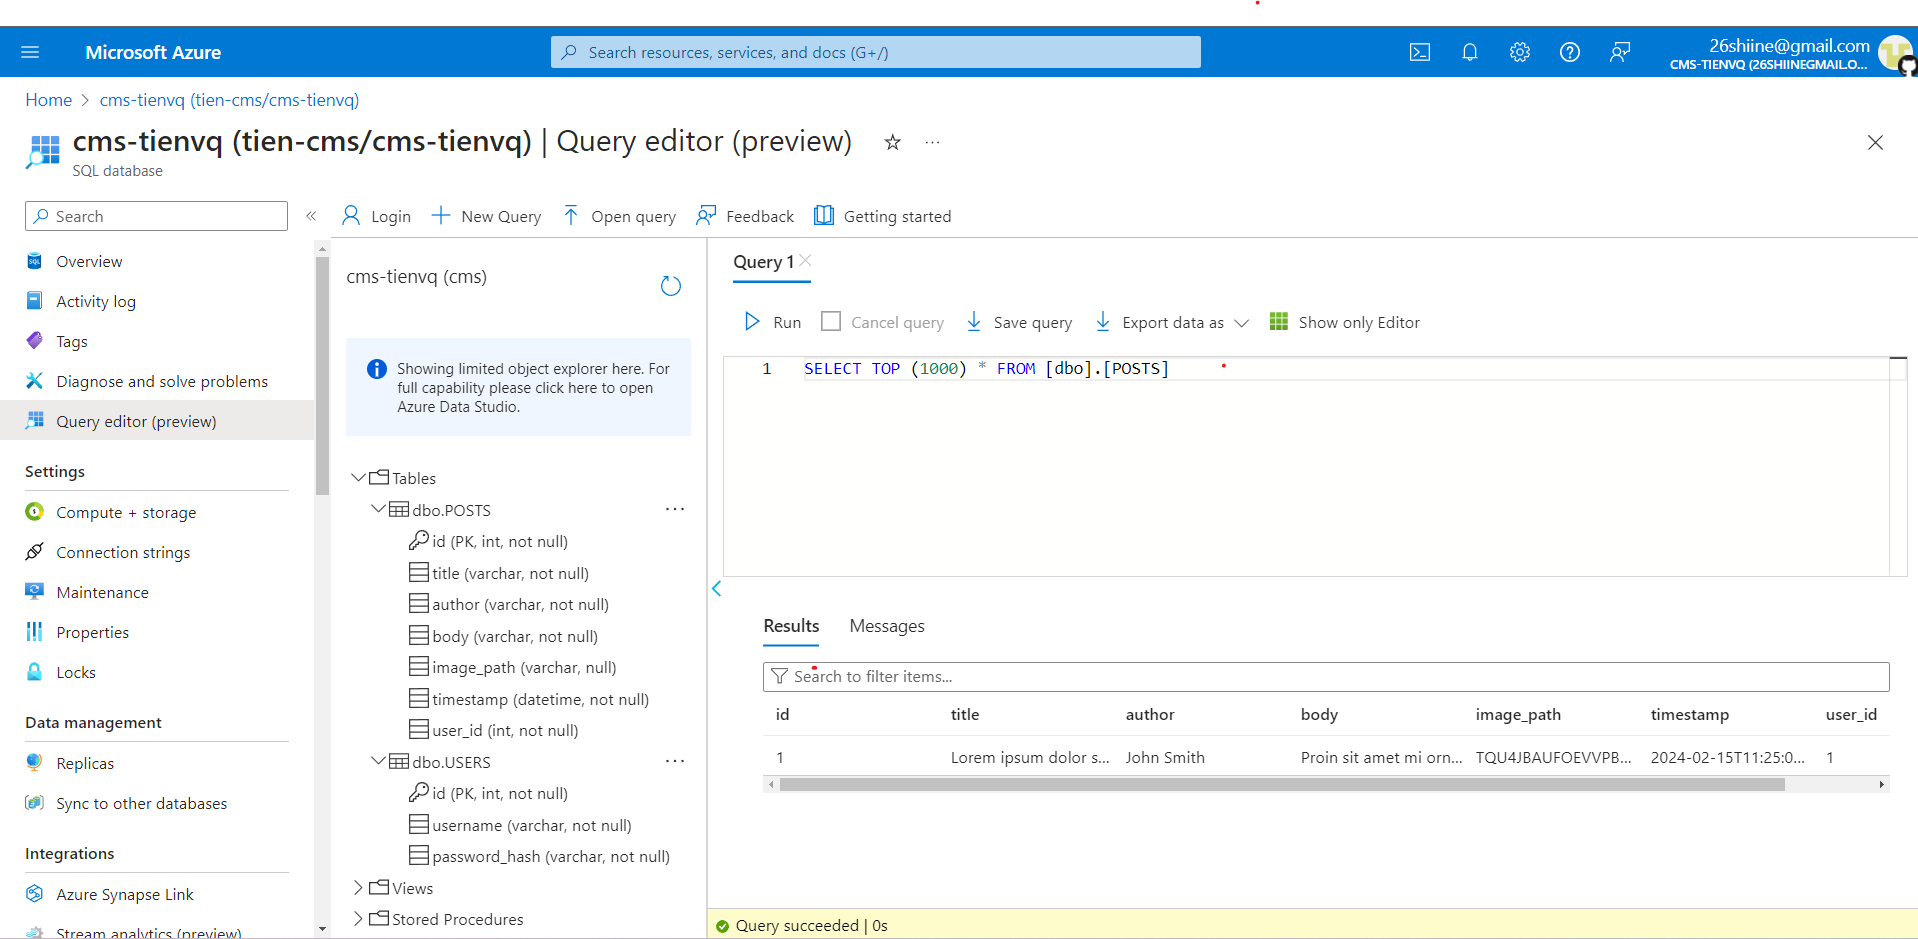 Microsoft Azure
Search resources, services, and docs (G+/)
26shiine@gmail.com
CMS-TIENVQ (26SHIINEGMAIL.O...
Home > cms-tienvq (tien-cms/cms-tienvq)
cms-tienvq (tien-cms/cms-tienvq) | Query editor (preview)
SQL database
Search
Login
New Query
Open query
Feedback
Getting started
Overview
Activity log
Tags
Diagnose and solve problems
Query editor (preview)
Settings
Compute + storage
Connection strings
Maintenance
Properties
Locks
Data management
Replicas
Sync to other databases
Integrations
Azure Synapse Link
Stream analytics (preview)
cms-tienvq (cms)
Showing limited object explorer here. For
full capability please click here to open
Azure Data Studio.
Tables
dbo.POSTS
id (PK, int, not null)
title (varchar, not null)
author (varchar, not null)
body (varchar, not null)
image_path (varchar, null)
timestamp (datetime, not null)
user_id (int, not null)
dbo.USERS
id (PK, int, not null)
username (varchar, not null)
password_hash (varchar, not null)
Views
Stored Procedures
Query 1
Run
Cancel query
Save query
Export data as
Show only Editor
1 SELECT TOP (1000) * FROM [dbo].[POSTS]
Results
Messages
Search to filter items...
id title author body image_path timestamp user_id
1 Lorem ipsum dolor s... John Smith Proin sit amet mi orn... TQU4JBAUFOEVVPB... 2024-02-15T11:25:0... 1
Query succeeded | 0s